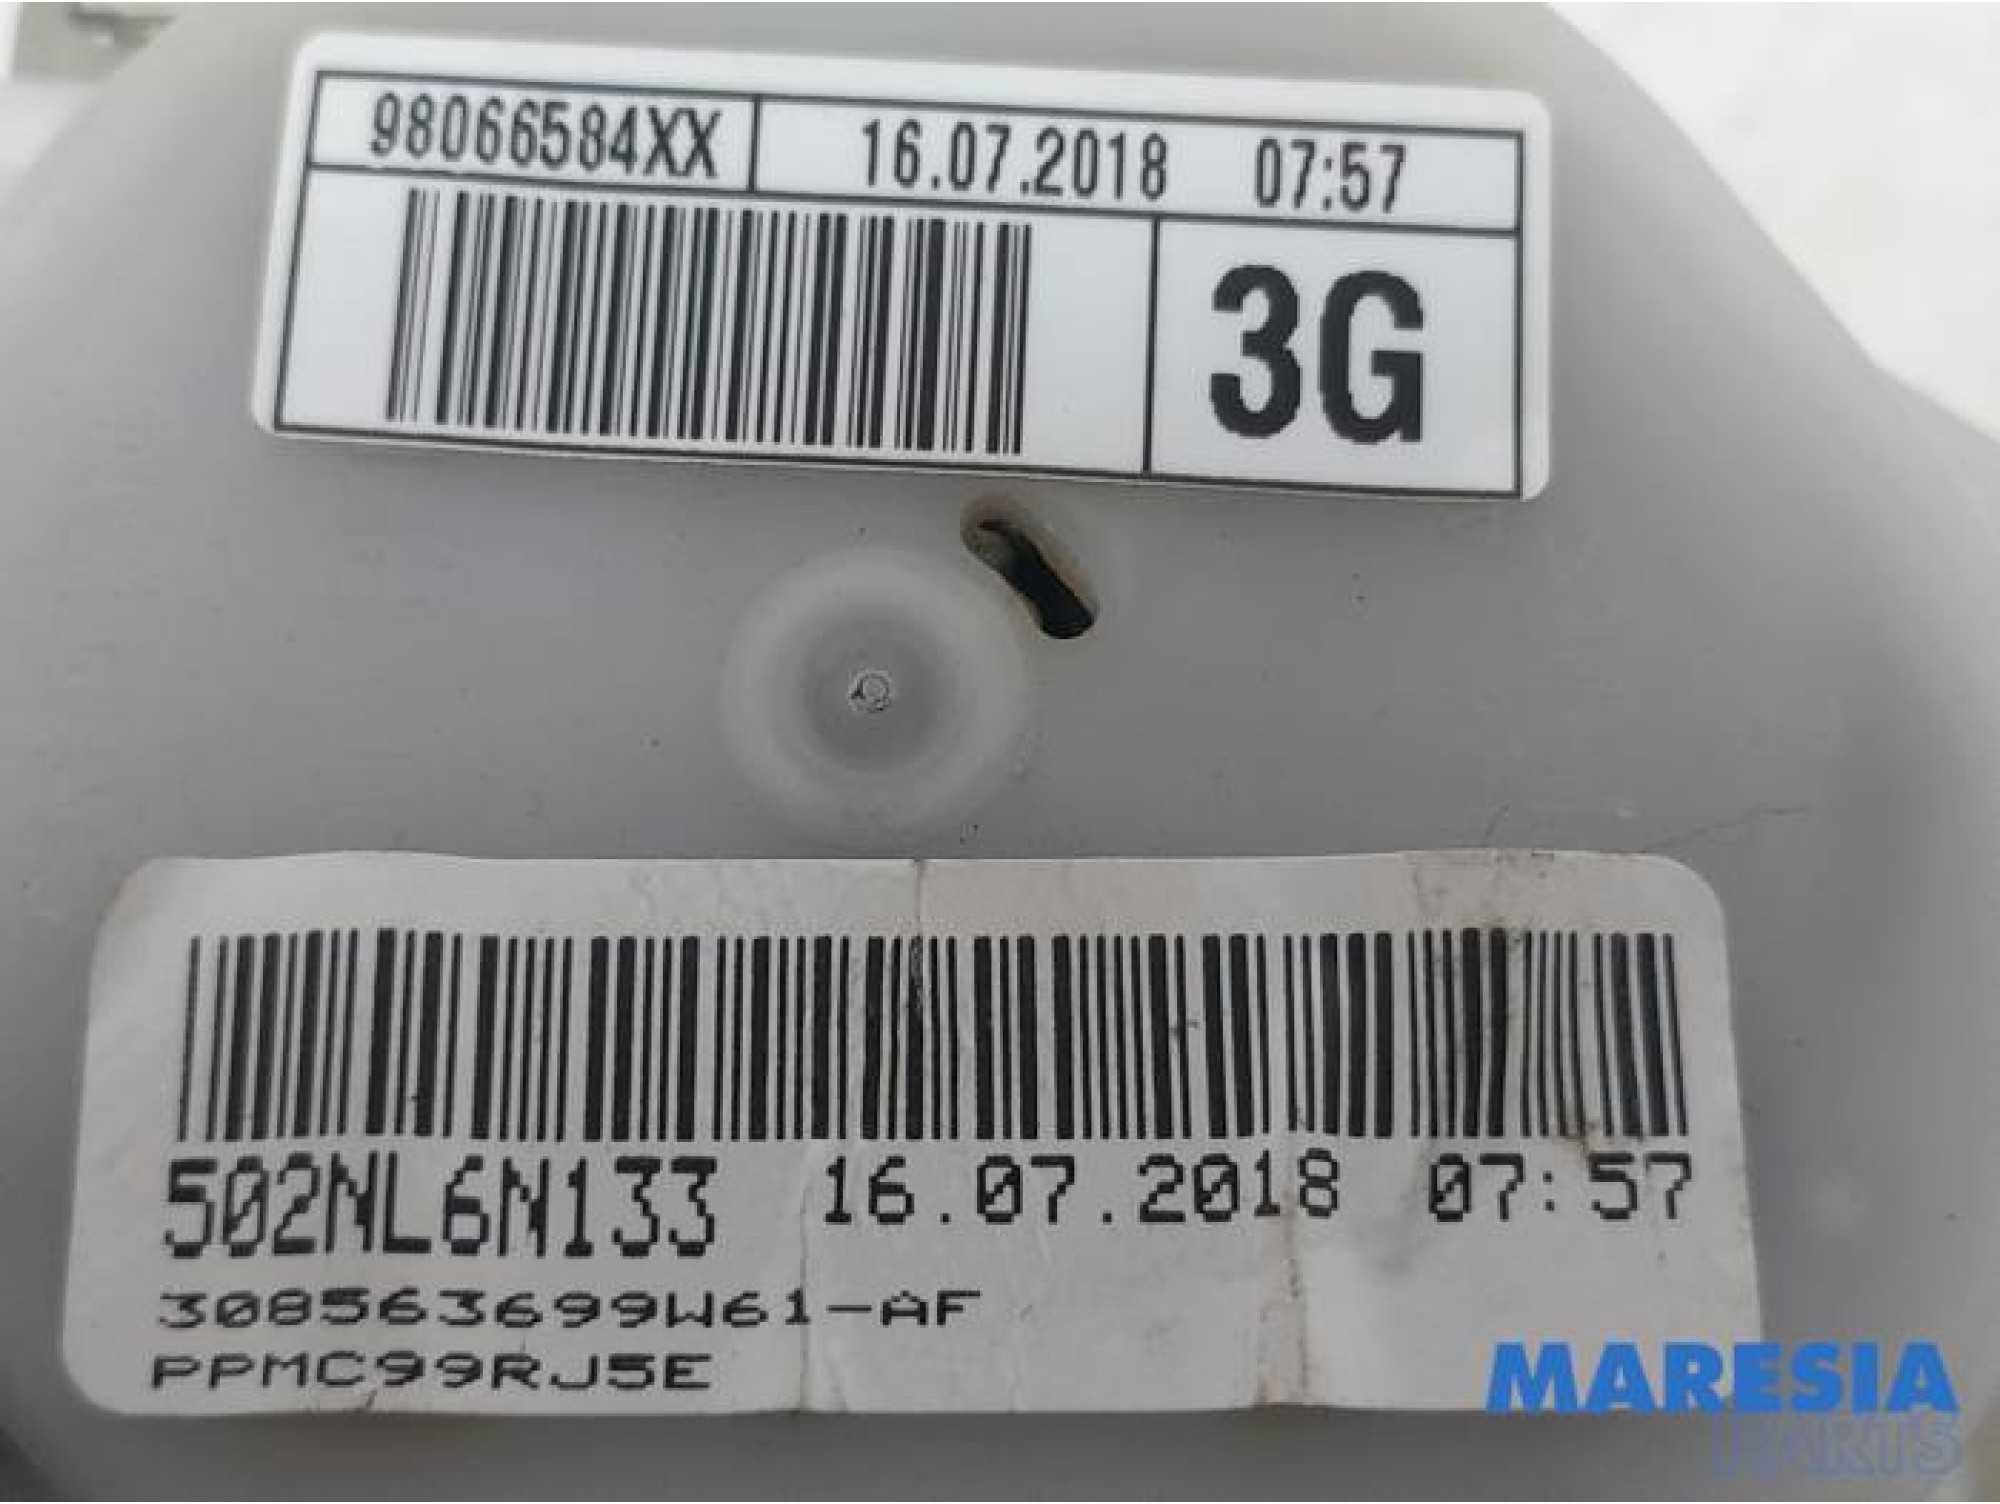 98066584XX 16.07.2018 07:57
3G
502NL6N133 16.07.2018 07:57
308563699W61-AF
PPMC99RJ5E
MARESIA
PARTS